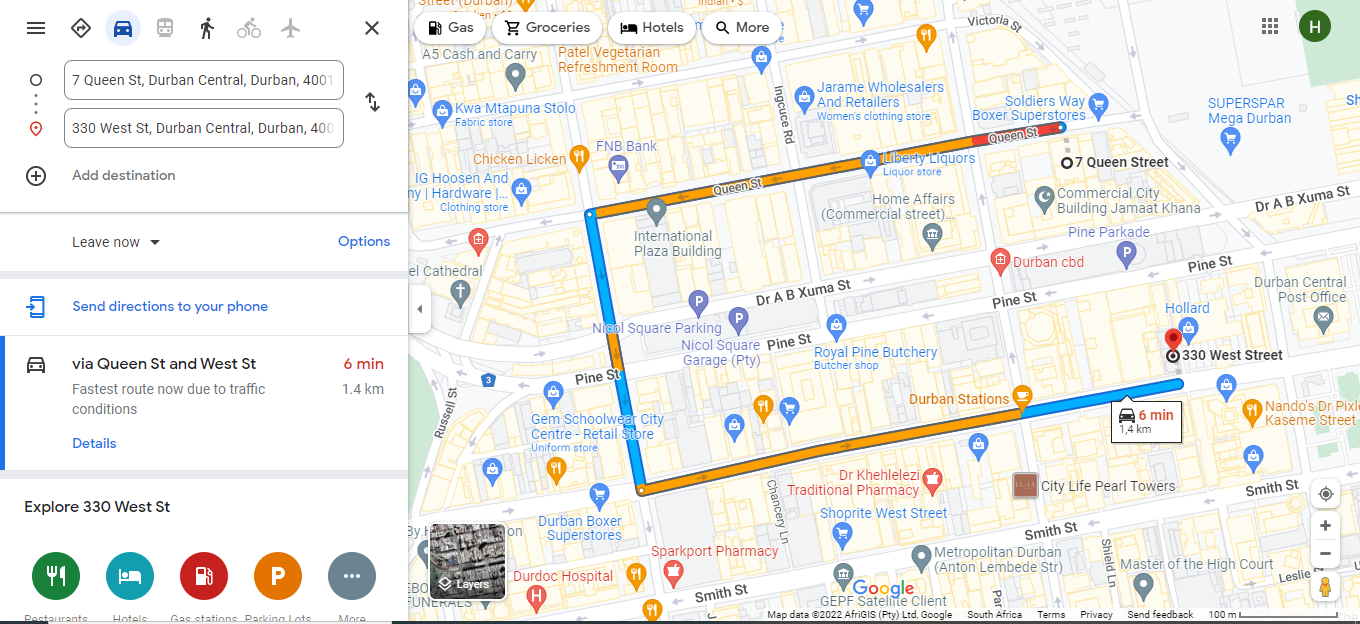 7 Queen St, Durban Central, Durban, 4001
330 West St, Durban Central, Durban, 400
Add destination
Leave now
Options
Send directions to your phone
via Queen St and West St
6 min
Fastest route now due to traffic
conditions
1.4 km
Details
Explore 330 West St
Restaurants
Hotels
Gas stations
Parking Lots
More
Gas
Groceries
Hotels
More
H
Victoria St
A5 Cash and Carry
Patel Vegetarian
Refreshment Room
Ingcuce Rd
Jarame Wholesalers
And Retailers
Women's clothing store
Soldiers Way
Boxer Superstores
SUPERSPAR
Mega Durban
Kwa Mtapuna Stolo
Fabric store
Chicken Licken
FNB Bank
Queen St
Liberty Liquors
Liquor store
7 Queen Street
IG Hoosen And
ny | Hardware |...
Clothing store
Queen St
Home Affairs
(Commercial street)...
Commercial City
Building Jamaat Khana
Dr A B Xuma St
International
Plaza Building
Pine Parkade
el Cathedral
Durban cbd
Pine St
Dr A B Xuma St
Pine St
Durban Central
Post Office
Hollard
Nicol Square Parking
Nicol Square
Garage (Pty)
Pine St
Royal Pine Butchery
Butcher shop
330 West Street
3
Pine St
Russell St
Durban Stations
6 min
1,4 km
Nando's Dr Pixle
Kaseme Street
Gem Schoolwear City
Centre - Retail Store
Uniform store
Dr Khehlelezi
Traditional Pharmacy
City Life Pearl Towers
Smith St
Chancery Ln
Durban Boxer
Superstores
Shoprite West Street
Smith St
Sparkport Pharmacy
Metropolitan Durban
(Anton Lembede Str)
Shield Ln
Master of the High Court
Leslie
Durdoc Hospital
Layers
FUNERALS
Smith St
GEPF Satellite Client
Google
Map data ©2022 AfriGIS (Pty) Ltd, Google
South Africa
Terms
Privacy
Send feedback
100 m